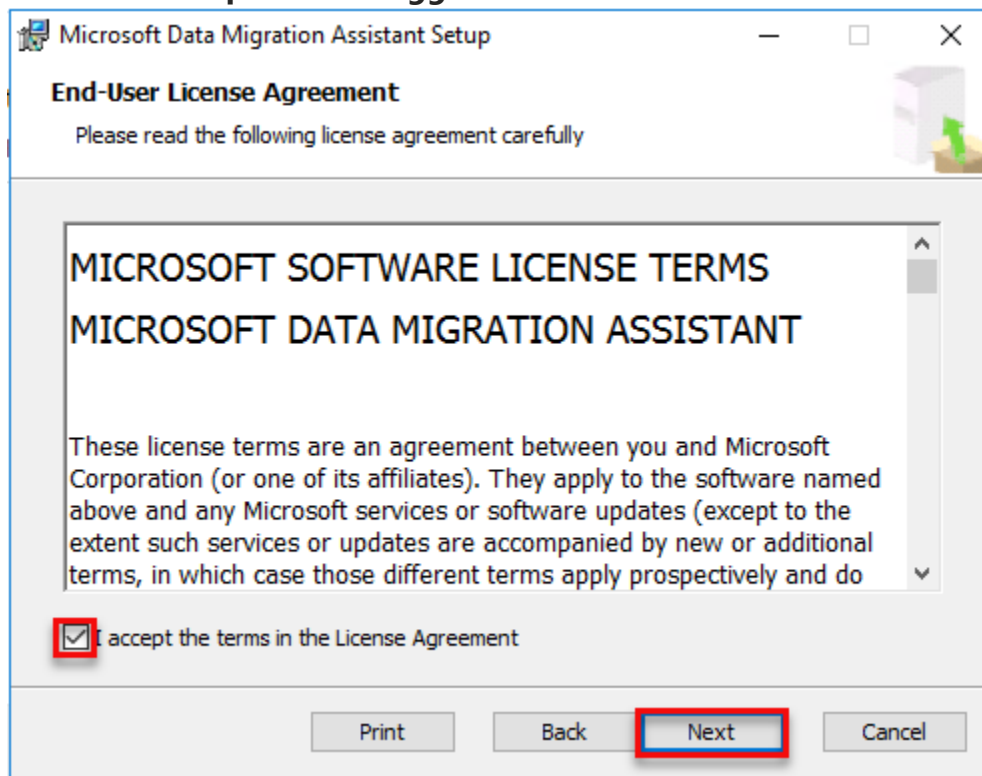 Microsoft Data Migration Assistant Setup
End-User License Agreement
Please read the following license agreement carefully
MICROSOFT SOFTWARE LICENSE TERMS
MICROSOFT DATA MIGRATION ASSISTANT
These license terms are an agreement between you and Microsoft
Corporation (or one of its affiliates). They apply to the software named
above and any Microsoft services or software updates (except to the
extent such services or updates are accompanied by new or additional
terms, in which case those different terms apply prospectively and do
I accept the terms in the License Agreement
Print Back Next Cancel